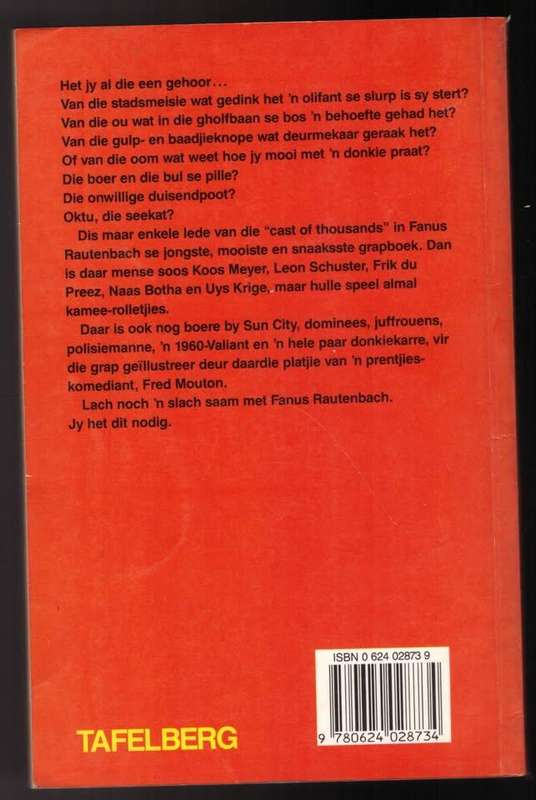 Het jy al die een gehoor...
Van die stadsmeisie wat gedink het 'n olifant se slurp is sy stert?
Van die ou wat in die gholfbaan se bos 'n behoefte gehad het?
Van die gulp- en baadjieknope wat deurmekaar geraak het?
Of van die oom wat weet hoe jy mooi met 'n donkie praat?
Die boer en die bul se pille?
Die onwillige duisendpoot?
Oktu, die seekat?
Dis maar enkele lede van die "cast of thousands" in Fanus
Rautenbach se jongste, mooiste en snaaksste grapboek. Dan
is daar mense soos Koos Meyer, Leon Schuster, Frik du
Preez, Naas Botha en Uys Krige, maar hulle speel almal
kamee-rolletjies.
Daar is ook nog boere by Sun City, dominees, juffrouens,
polisiemanne, 'n 1960-Valiant en 'n hele paar donkiekarre, vir
die grap geïllustreer deur daardie platjie van 'n prentjies-
komediant, Fred Mouton.
Lach noch 'n slach saam met Fanus Rautenbach.
Jy het dit nodig.
ISBN 0 624 02873 9
9 780624 028734
TAFELBERG